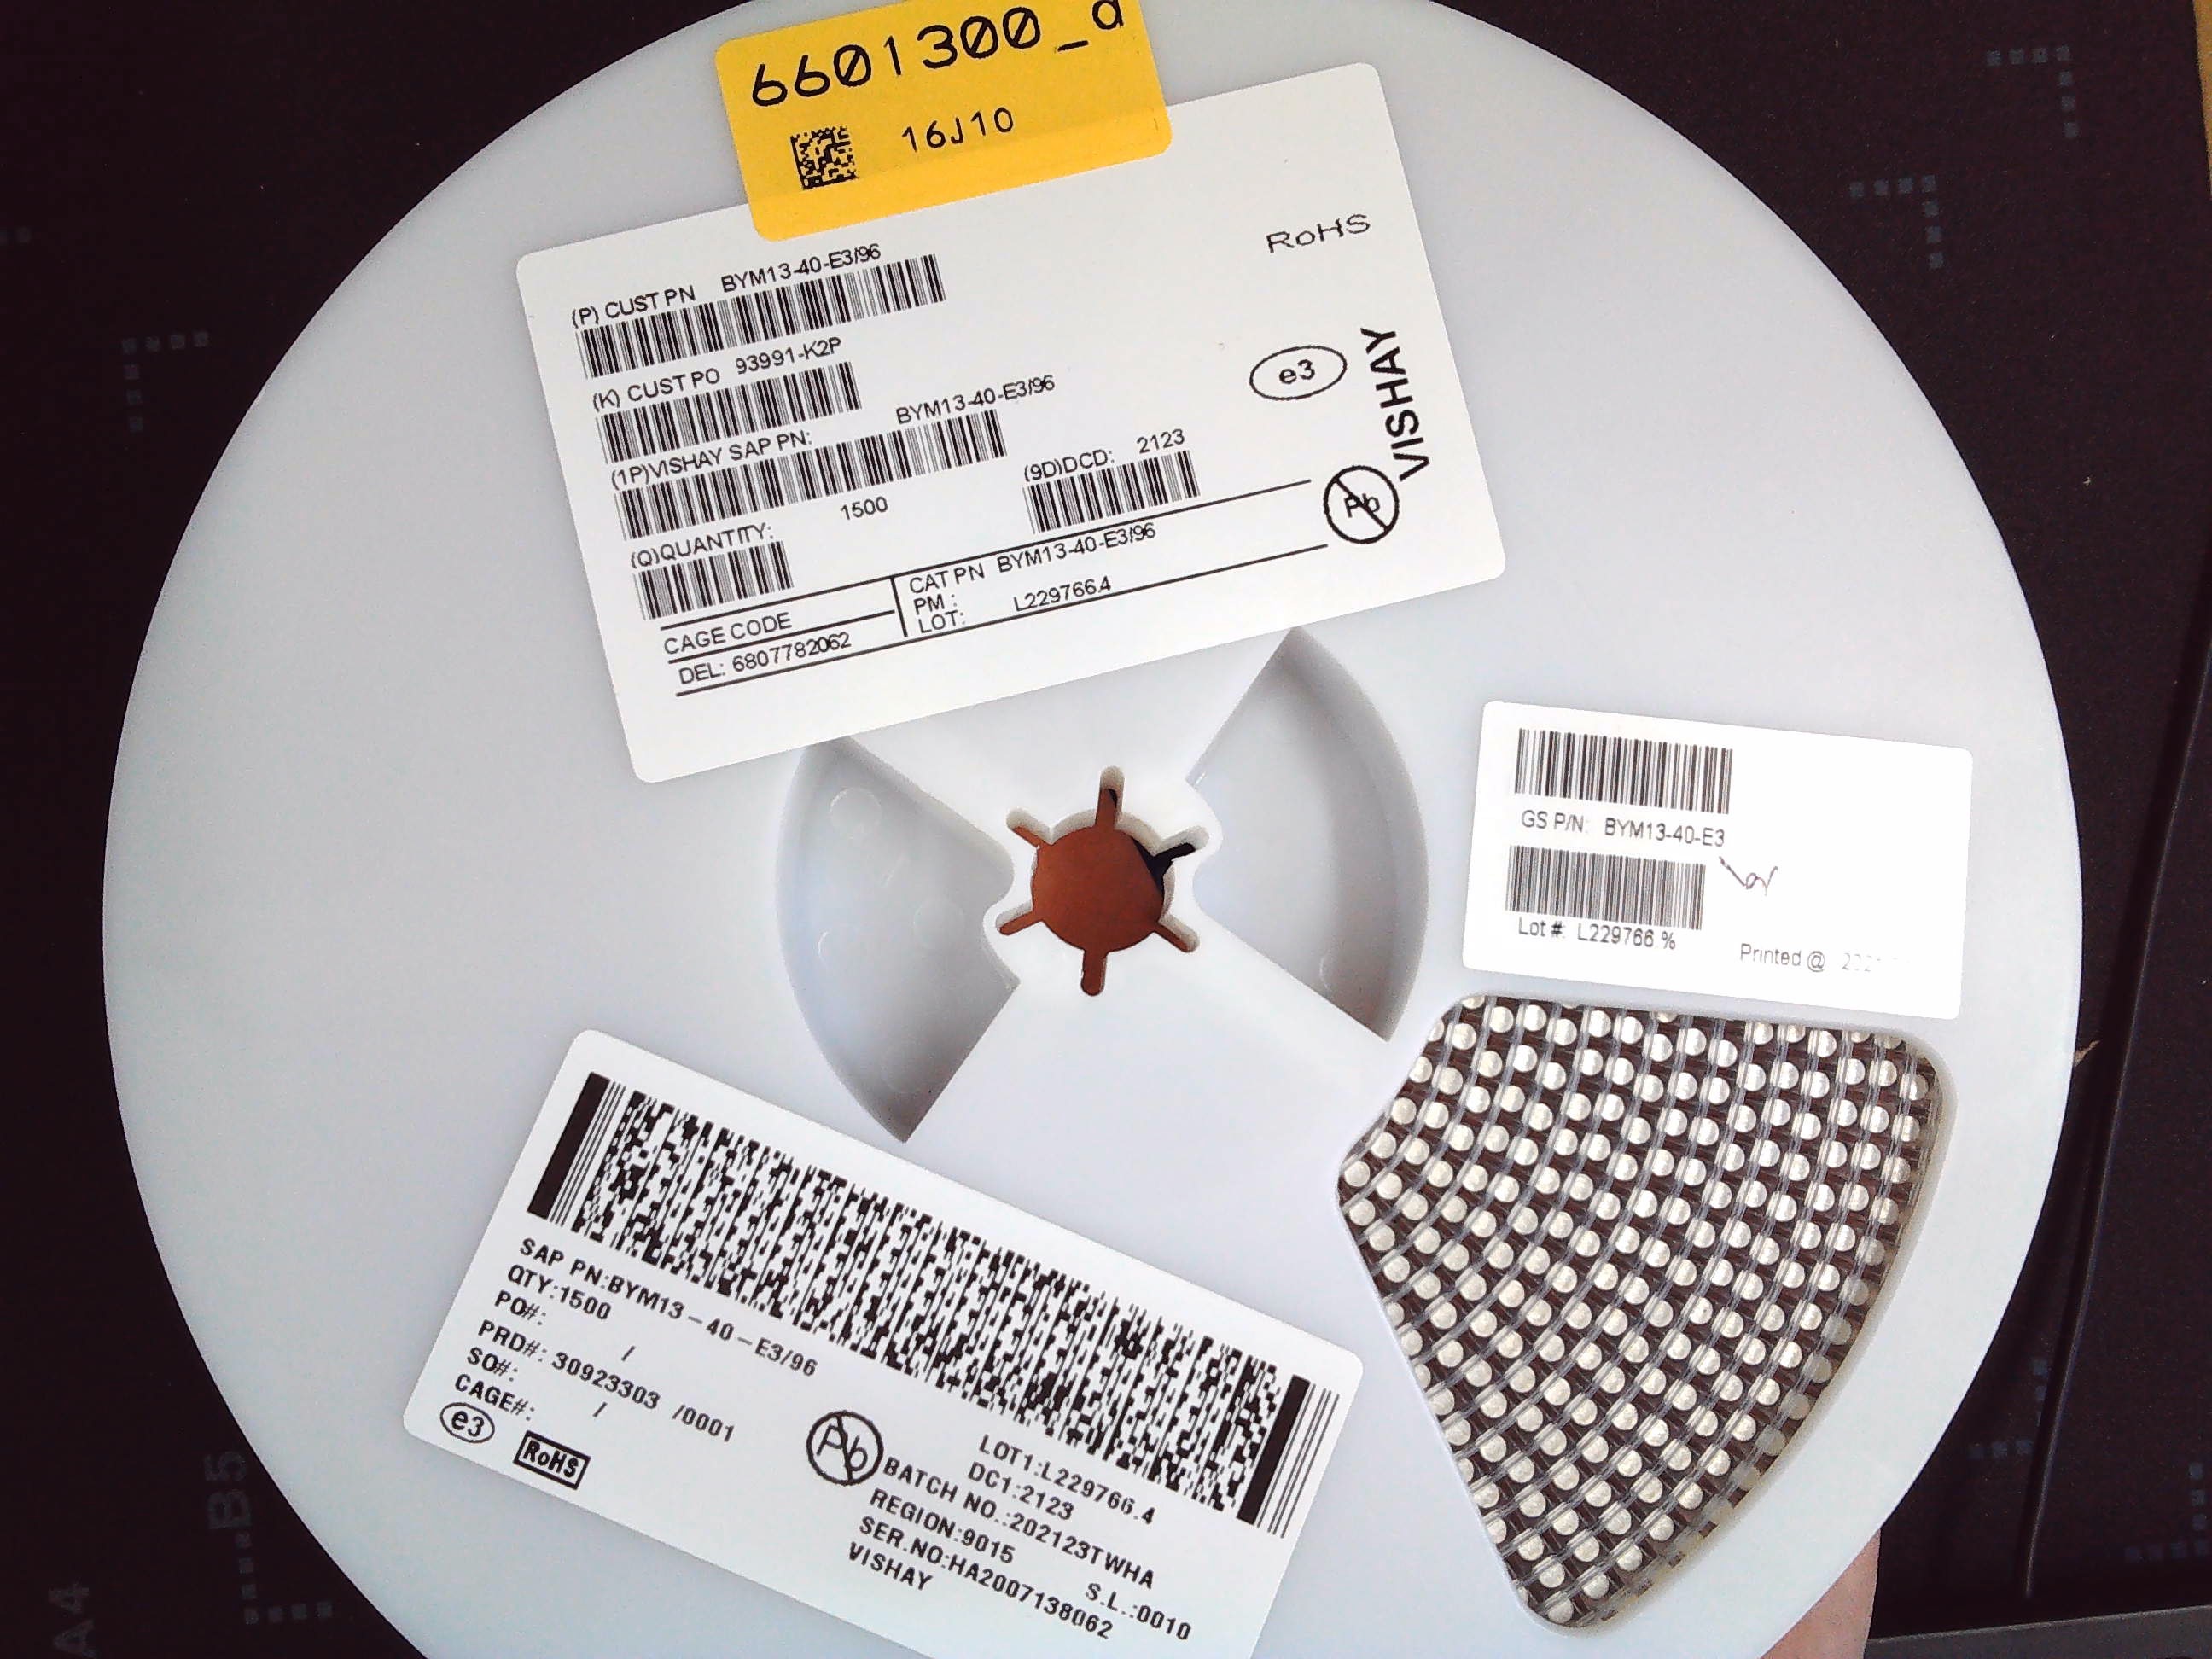 6601300_a
16J10
RoHS
(P) CUST PN BYM13-40-E3/96
(K) CUST PO 93991-K2P
(1P)VISHAY SAP PN: BYM13-40-E3/96
(Q)QUANTITY: 1500
(9D)DCD: 2123
e3
VISHAY
Pb
CAGE CODE
DEL: 6807782062
CAT PN BYM13-40-E3/96
PM :
LOT: L229766.4
GS P/N: BYM13-40-E3
Lot #: L229766 %
Printed @
SAP PN:BYM13-40-E3/96
QTY:1500
PO#: /
PRD#: 30923303 /0001
SO#: /
CAGE#:
e3
RoHS
Pb
LOT1:L229766.4
DC1:2123
BATCH NO.:202123TWHA
REGION:9015 S.L.:0010
SER.NO:HA2007138062
VISHAY
B5
A4